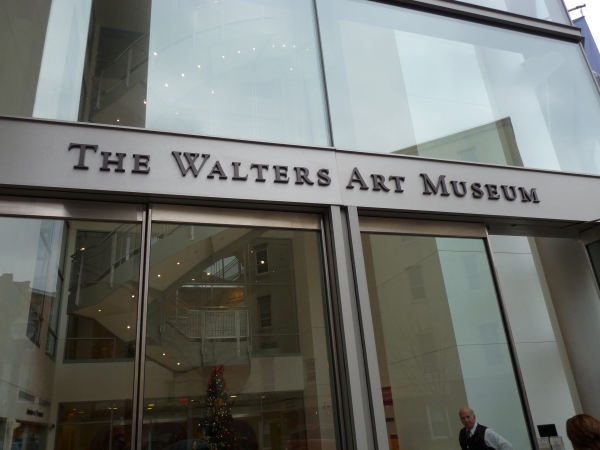 THE WALTERS ART MUSEUM